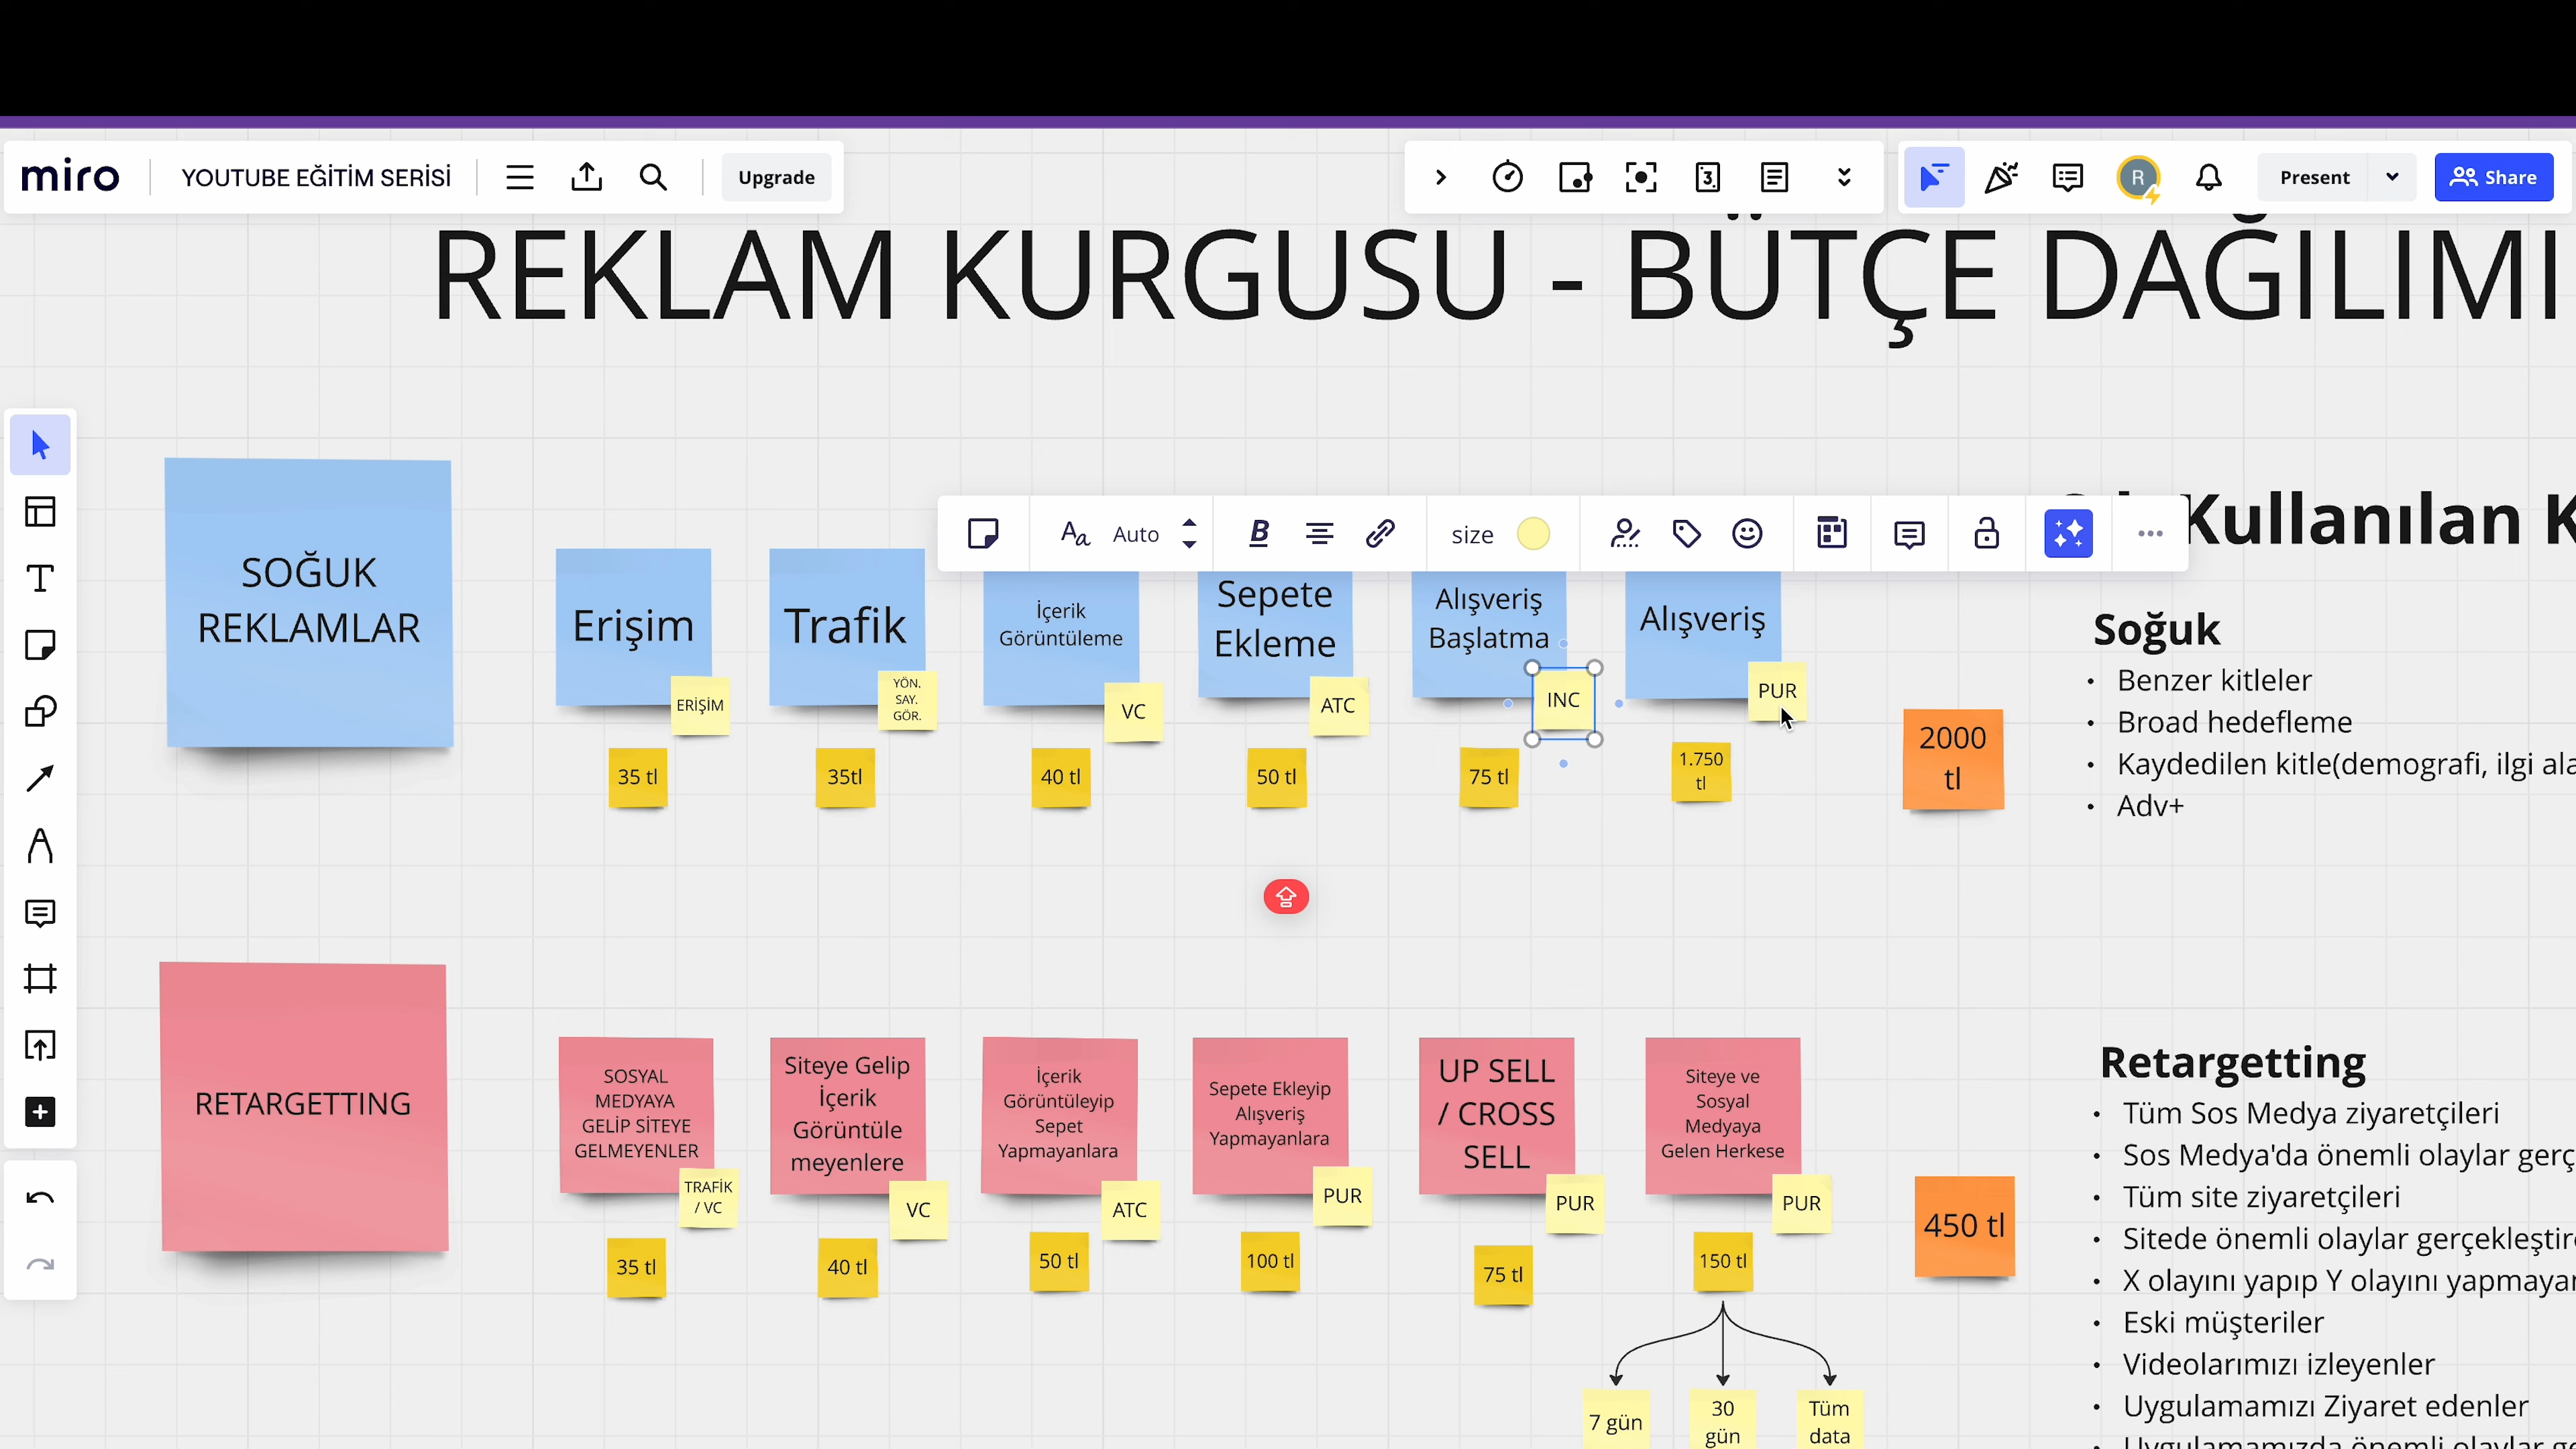 miro
YOUTUBE EĞİTİM SERİSİ
Upgrade
3
R
Present
Share
REKLAM KURGUSU - BÜTÇE DAĞILIMI
Aa
Auto
B
size
Kullanılan K
SOĞUK
REKLAMLAR
Erişim
ERİŞİM
35 tl
Trafik
YÖN.
SAY.
GÖR.
35tl
İçerik
Görüntüleme
VC
40 tl
Sepete
Ekleme
ATC
50 tl
Alışveriş
Başlatma
INC
75 tl
Alışveriş
PUR
1.750
tl
2000
tl
Soğuk
• Benzer kitleler
• Broad hedefleme
• Kaydedilen kitle(demografi, ilgi ala
• Adv+
RETARGETTING
SOSYAL
MEDYAYA
GELİP SİTEYE
GELMEYENLER
TRAFİK
/ VC
35 tl
Siteye Gelip
İçerik
Görüntüle
meyenlere
VC
40 tl
İçerik
Görüntüleyip
Sepet
Yapmayanlara
ATC
50 tl
Sepete Ekleyip
Alışveriş
Yapmayanlara
PUR
100 tl
UP SELL
/ CROSS
SELL
PUR
75 tl
Siteye ve
Sosyal
Medyaya
Gelen Herkese
PUR
150 tl
7 gün
30
gün
Tüm
data
450 tl
Retargetting
• Tüm Sos Medya ziyaretçileri
• Sos Medya'da önemli olaylar gerç
• Tüm site ziyaretçileri
• Sitede önemli olaylar gerçekleştir
• X olayını yapıp Y olayını yapmaya
• Eski müşteriler
• Videolarımızı izleyenler
• Uygulamamızı Ziyaret edenler
• Uygulamamızda önemli olaylar g